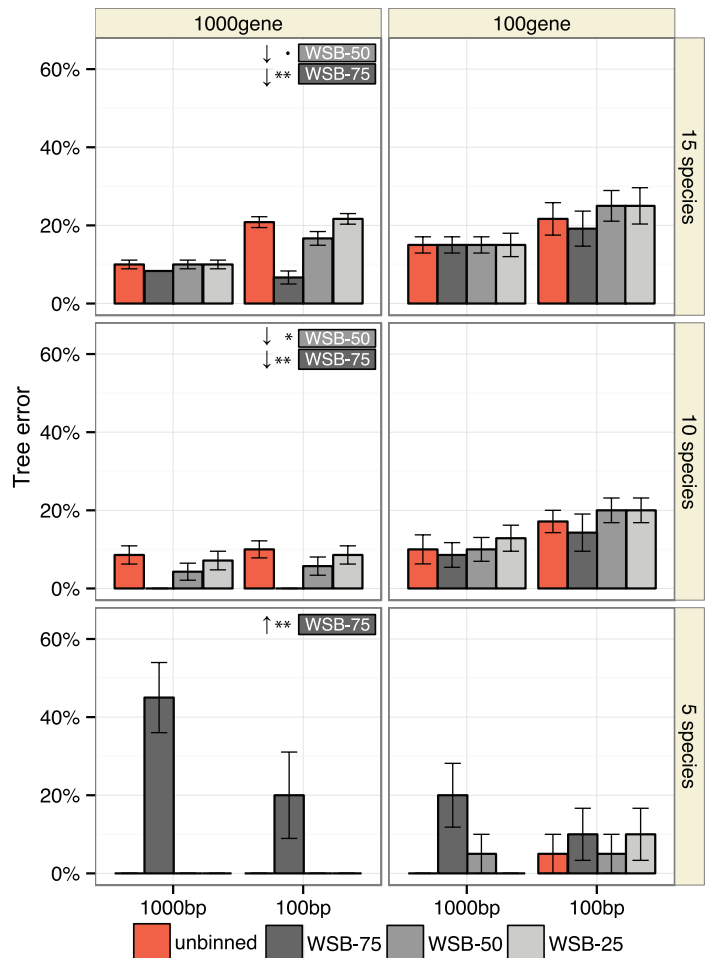 1000gene 100gene
↓ · WSB-50
↓ ** WSB-75
60%
40%
20%
0%
15 species
↓ * WSB-50
↓ ** WSB-75
60%
40%
20%
0%
10 species
Tree error
↑ ** WSB-75
60%
40%
20%
0%
5 species
1000bp 100bp 1000bp 100bp
unbinned WSB-75 WSB-50 WSB-25